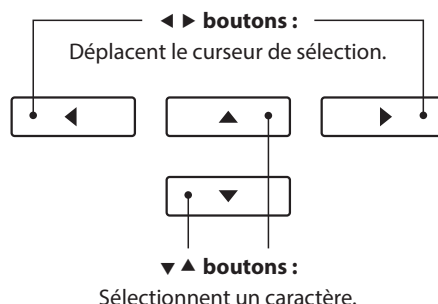 ◀ ▶ boutons :
Déplacent le curseur de sélection.
◀
▲
▶
▼
▼ ▲ boutons :
Sélectionnent un caractère.